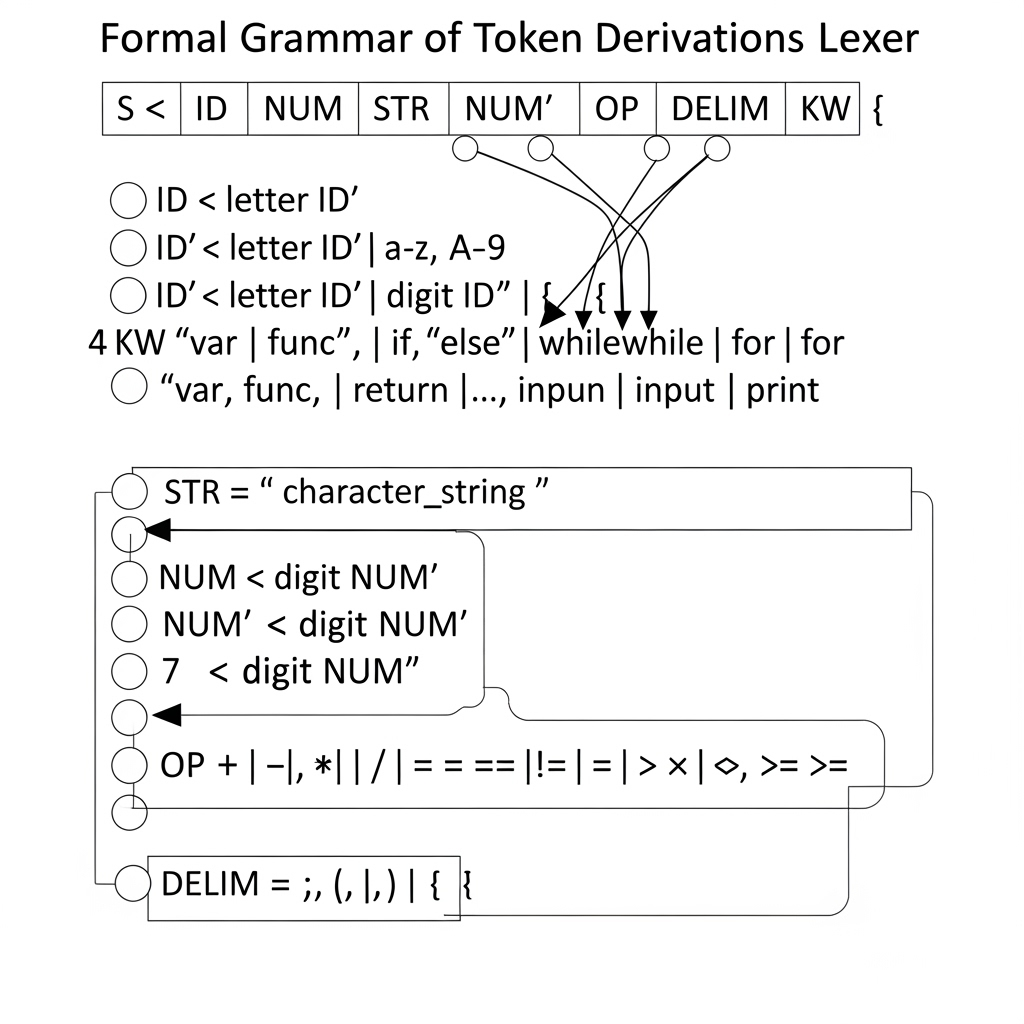 Formal Grammar of Token Derivations Lexer
S < ID NUM STR NUM′ OP DELIM KW {
ID < letter ID′
ID′ < letter ID′ | a-z, A-9
ID′ < letter ID′ | digit ID″ | { {
4 KW “var | func”, | if, “else” | whilewhile | for | for
“var, func, | return |..., inpun | input | print
STR = “ character_string ”
NUM < digit NUM′
NUM′ < digit NUM′
7 < digit NUM”
OP + | −|, *| | / | = = == |!= | = | > × | <>, >= >=
DELIM = ;, (, |,) | { {